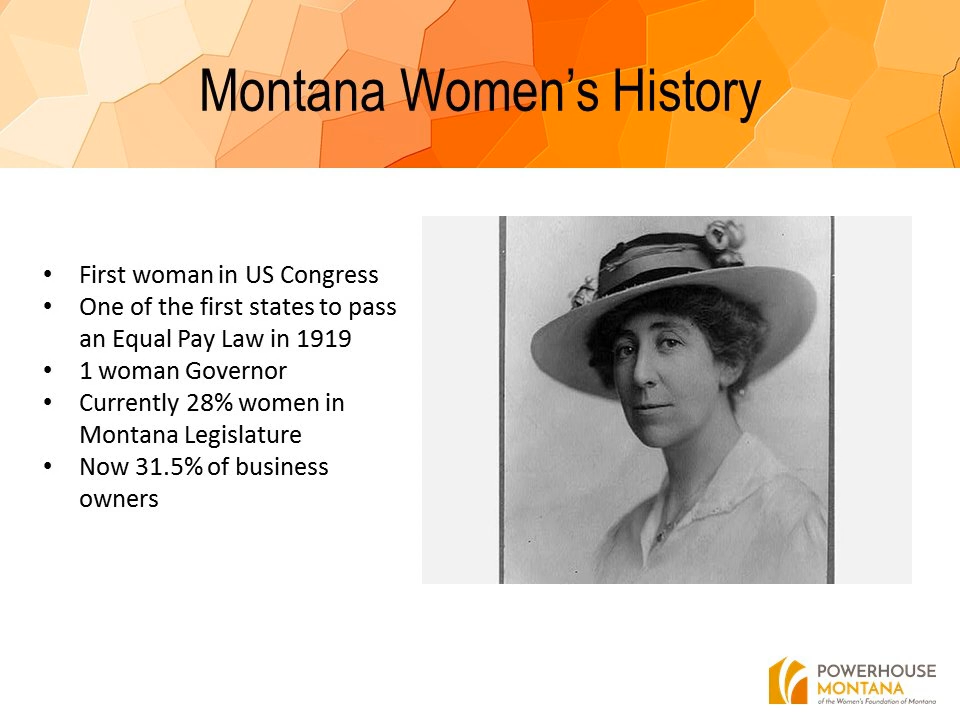 Montana Women’s History
• First woman in US Congress
• One of the first states to pass
an Equal Pay Law in 1919
• 1 woman Governor
• Currently 28% women in
Montana Legislature
• Now 31.5% of business
owners
POWERHOUSE
MONTANA
of the Women's Foundation of Montana